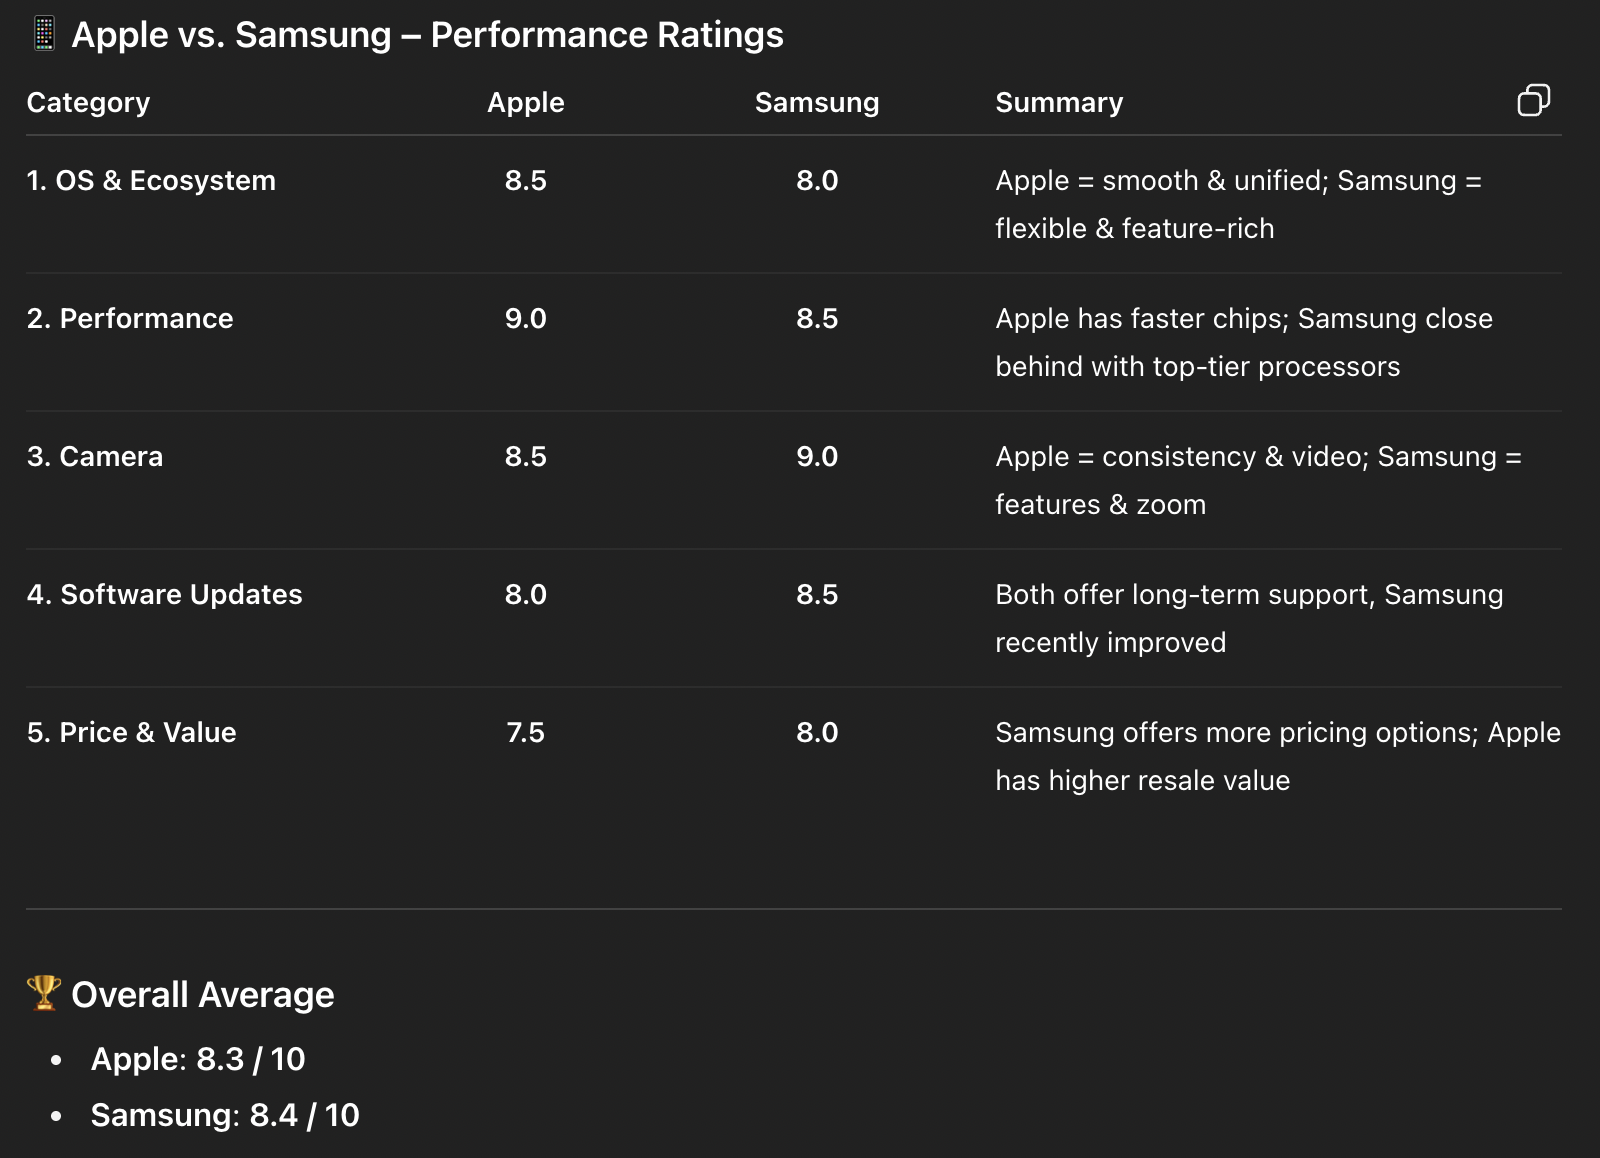 📱 Apple vs. Samsung – Performance Ratings
Category Apple Samsung Summary
1. OS & Ecosystem 8.5 8.0 Apple = smooth & unified; Samsung =
flexible & feature-rich
2. Performance 9.0 8.5 Apple has faster chips; Samsung close
behind with top-tier processors
3. Camera 8.5 9.0 Apple = consistency & video; Samsung =
features & zoom
4. Software Updates 8.0 8.5 Both offer long-term support, Samsung
recently improved
5. Price & Value 7.5 8.0 Samsung offers more pricing options; Apple
has higher resale value
🏆 Overall Average
• Apple: 8.3 / 10
• Samsung: 8.4 / 10